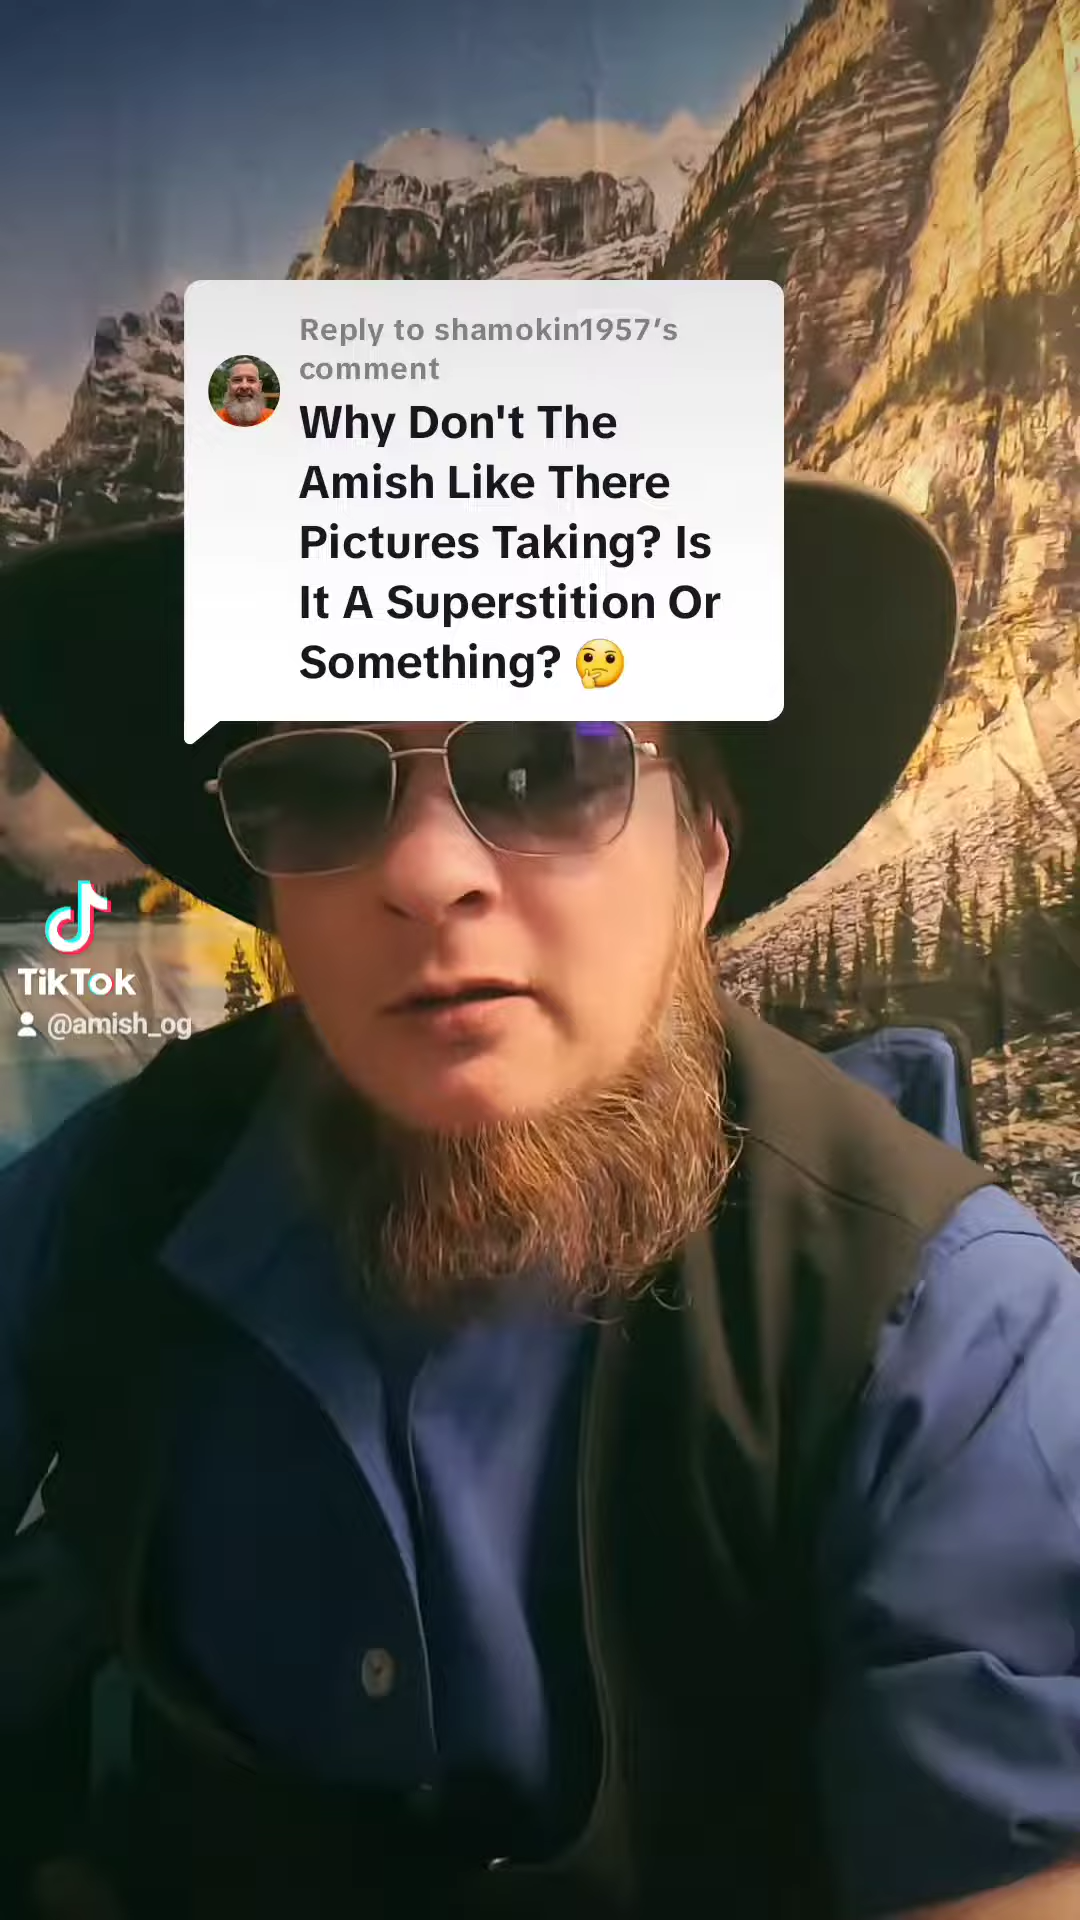 Reply to shamokin1957’s
comment
Why Don't The
Amish Like There
Pictures Taking? Is
It A Superstition Or
Something? 🤔
TikTok
@amish_og